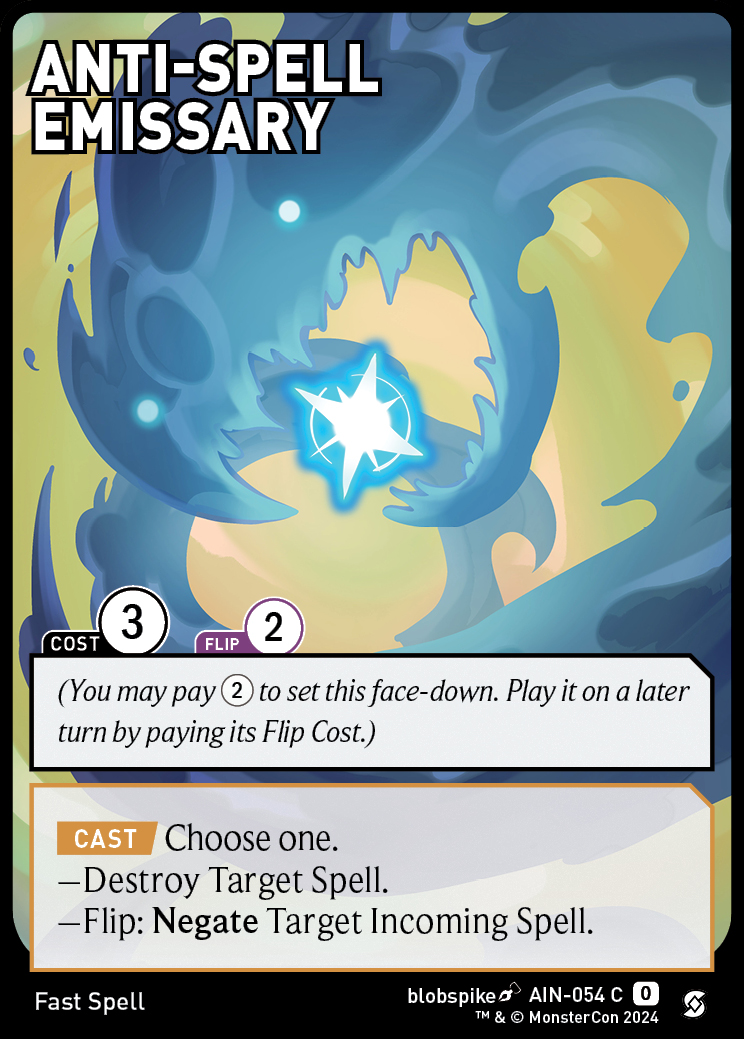 ANTI-SPELL
EMISSARY
COST 3 FLIP 2
(You may pay 2 to set this face-down. Play it on a later
turn by paying its Flip Cost.)
CAST Choose one.
—Destroy Target Spell.
—Flip: Negate Target Incoming Spell.
Fast Spell
blobspike AIN-054 C 0
™ & © MonsterCon 2024